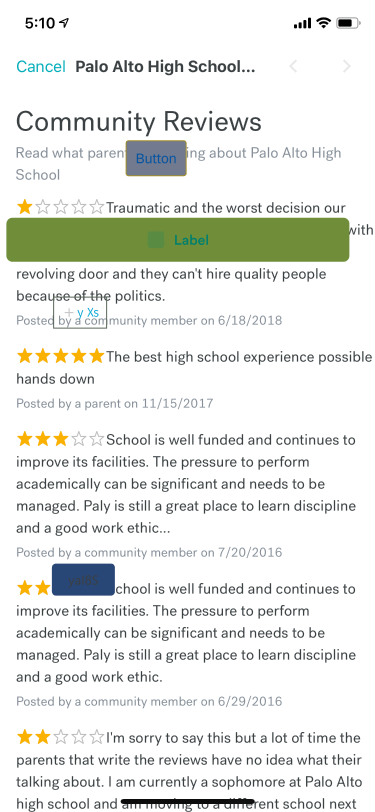 5:10
Cancel Palo Alto High School...
Community Reviews
Read what paren Button ing about Palo Alto High
School
Traumatic and the worst decision our
with
Label
revolving door and they can't hire quality people
because of the politics.
+ y Xs
Posted by a community member on 6/18/2018
The best high school experience possible
hands down
Posted by a parent on 11/15/2017
School is well funded and continues to
improve its facilities. The pressure to perform
academically can be significant and needs to be
managed. Paly is still a great place to learn discipline
and a good work ethic...
Posted by a community member on 7/20/2016
chool is well funded and continues to
improve its facilities. The pressure to perform
academically can be significant and needs to be
managed. Paly is still a great place to learn discipline
and a good work ethic.
Posted by a community member on 6/29/2016
I'm sorry to say this but a lot of time the
parents that write the reviews have no idea what their
talking about. I am currently a sophomore at Palo Alto
high school and am moving to a different school next